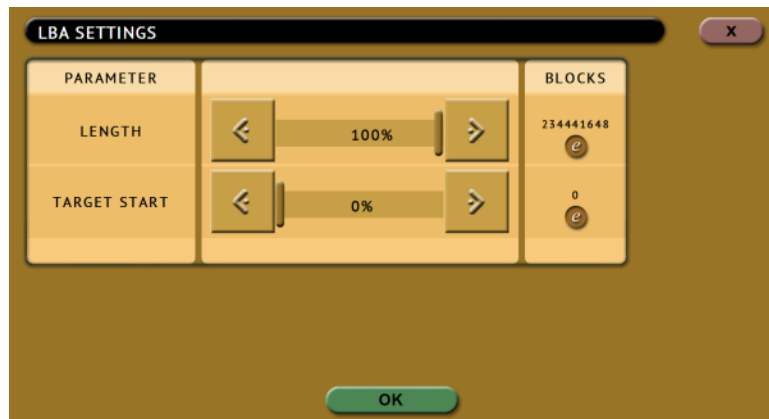 LBA SETTINGS
X
PARAMETER
BLOCKS
LENGTH
100%
234441648
e
TARGET START
0%
0
e
OK